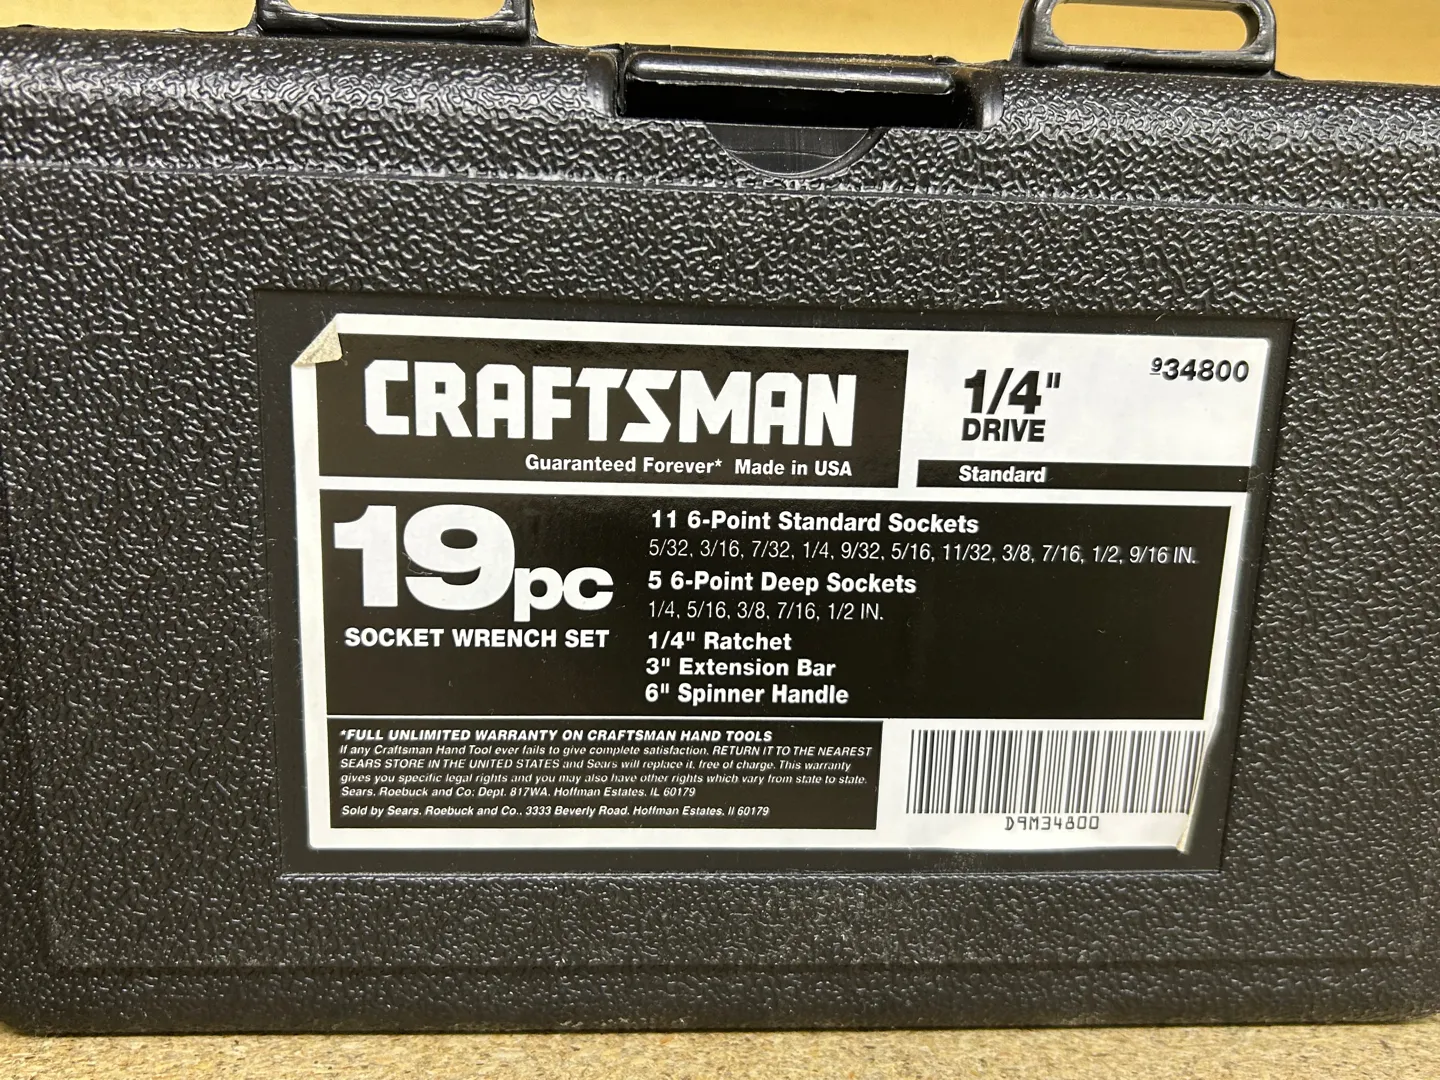 CRAFTSMAN
Guaranteed Forever* Made in USA
1/4"
DRIVE
934800
Standard
19pc
SOCKET WRENCH SET
11 6-Point Standard Sockets
5/32, 3/16, 7/32, 1/4, 9/32, 5/16, 11/32, 3/8, 7/16, 1/2, 9/16 IN.
5 6-Point Deep Sockets
1/4, 5/16, 3/8, 7/16, 1/2 IN.
1/4" Ratchet
3" Extension Bar
6" Spinner Handle
*FULL UNLIMITED WARRANTY ON CRAFTSMAN HAND TOOLS
If any Craftsman Hand Tool ever fails to give complete satisfaction, RETURN IT TO THE NEAREST
SEARS STORE IN THE UNITED STATES and Sears will replace it, free of charge. This warranty
gives you specific legal rights and you may also have other rights which vary from state to state.
Sears, Roebuck and Co; Dept. 817WA, Hoffman Estates, IL 60179
Sold by Sears, Roebuck and Co., 3333 Beverly Road, Hoffman Estates, Il 60179
D9M34800